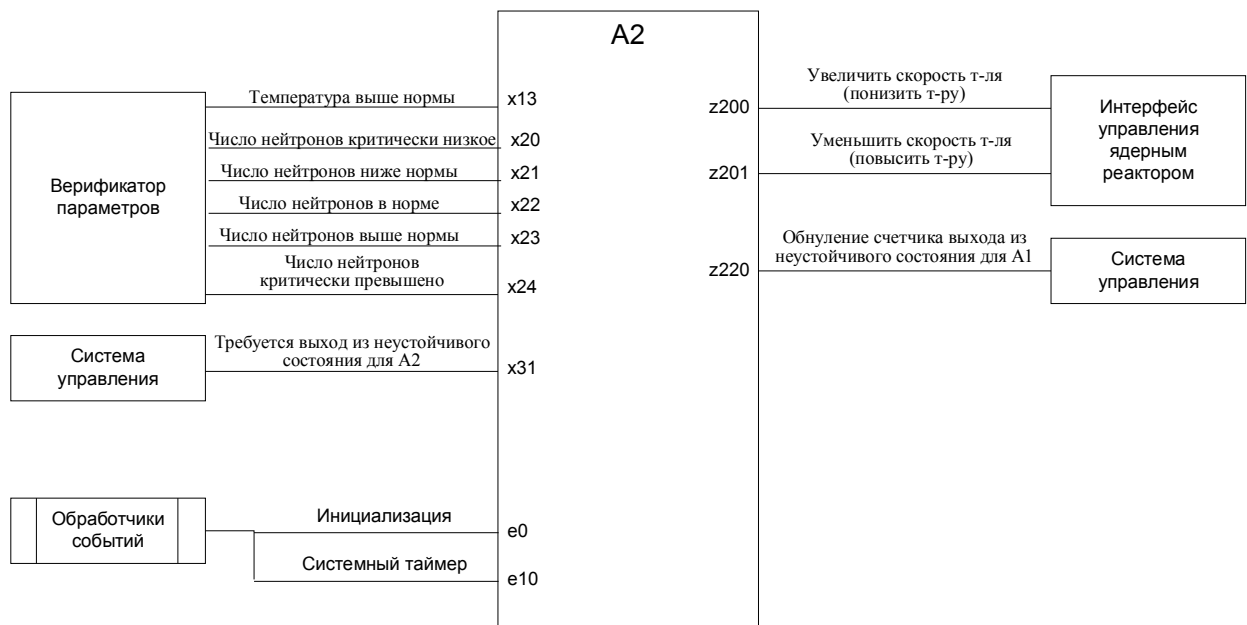 A2
Верификатор
параметров
Температура выше нормы
x13
Число нейтронов критически низкое
x20
Число нейтронов ниже нормы
x21
Число нейтронов в норме
x22
Число нейтронов выше нормы
x23
Число нейтронов
критически превышено
x24
Система
управления
Требуется выход из неустойчивого
состояния для А2
x31
Обработчики
событий
Инициализация
e0
Системный таймер
e10
z200
Увеличить скорость т-ля
(понизить т-ру)
z201
Уменьшить скорость т-ля
(повысить т-ру)
Интерфейс
управления
ядерным
реактором
z220
Обнуление счетчика выхода из
неустойчивого состояния для А1
Система
управления